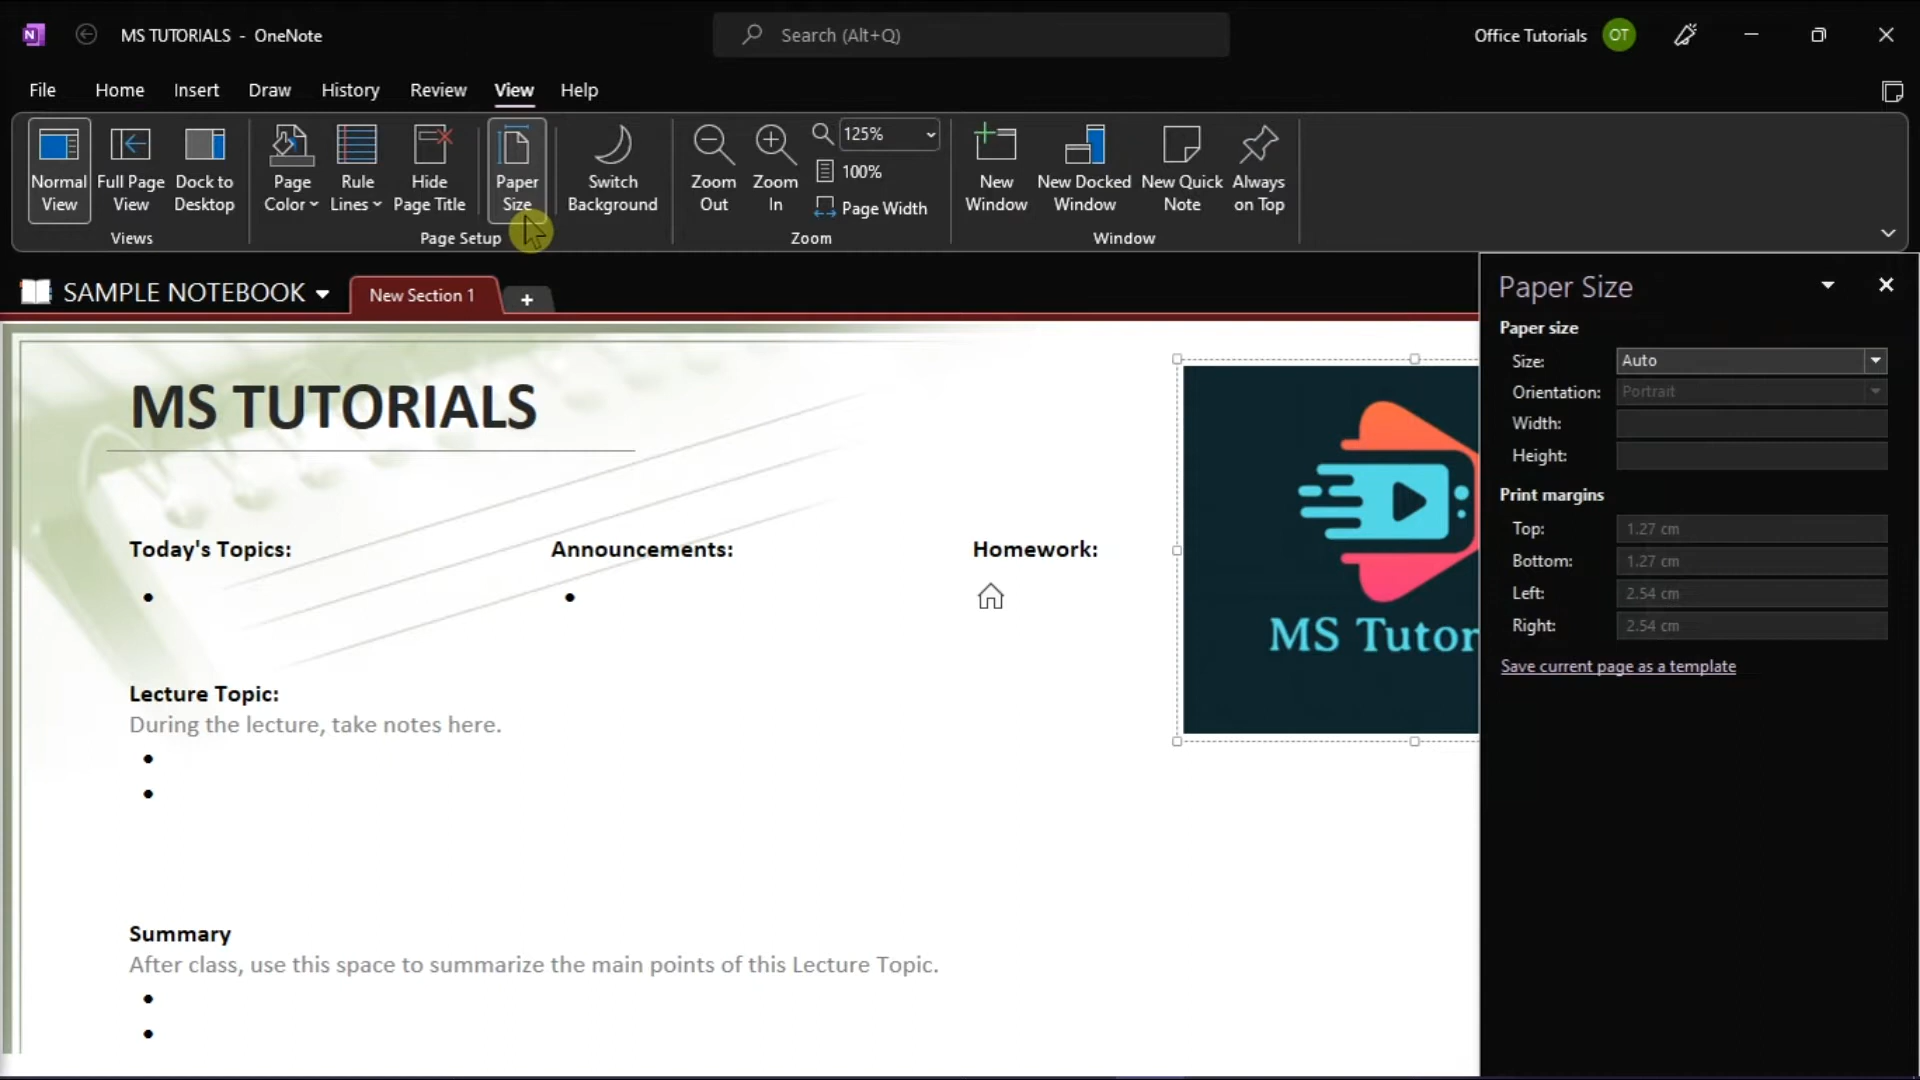 N MS TUTORIALS - OneNote
Search (Alt+Q)
Office Tutorials OT
File Home Insert Draw History Review View Help
Normal View
Full Page View
Dock to Desktop
Views
Page Color
Rule Lines
Hide Page Title
Paper Size
Page Setup
Switch Background
Zoom Out
Zoom In
125%
100%
Page Width
Zoom
New Window
New Docked Window
New Quick Note
Always on Top
Window
SAMPLE NOTEBOOK
New Section 1
+
Paper Size
Paper size
Size: Auto
Orientation: Portrait
Width:
Height:
Print margins
Top: 1.27 cm
Bottom: 1.27 cm
Left: 2.54 cm
Right: 2.54 cm
Save current page as a template
MS TUTORIALS
Today's Topics:
Announcements:
Homework:
MS Tutor
Lecture Topic:
During the lecture, take notes here.
Summary
After class, use this space to summarize the main points of this Lecture Topic.